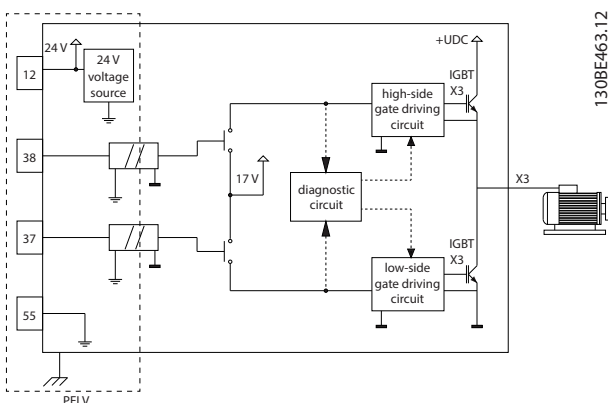 130BE463.12
+UDC
24 V
12
24 V
voltage
source
IGBT
X3
high-side
gate driving
circuit
38
17 V
diagnostic
circuit
X3
37
IGBT
X3
low-side
gate driving
circuit
55
PELV